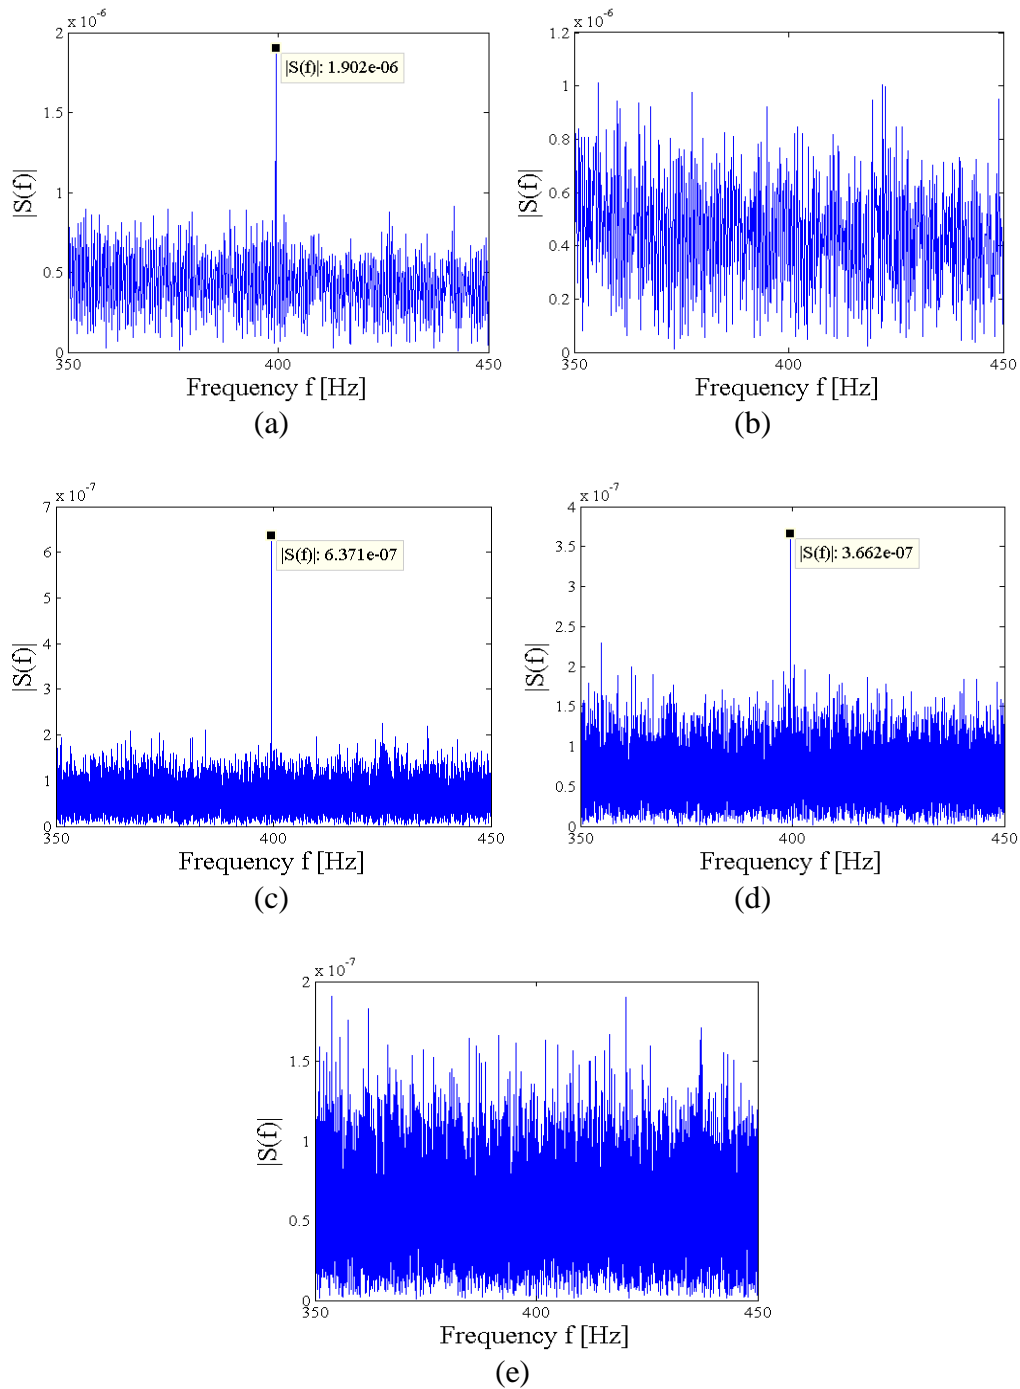 x 10-6
2
1.5
1
0.5
0
|S(f)|: 1.902e-06
|S(f)|
350
400
450
Frequency f [Hz]
(a)
x 10-6
1.2
1
0.8
0.6
0.4
0.2
0
|S(f)|
350
400
450
Frequency f [Hz]
(b)
x 10-7
7
6
5
4
3
2
1
0
|S(f)|: 6.371e-07
|S(f)|
350
400
450
Frequency f [Hz]
(c)
x 10-7
4
3.5
3
2.5
2
1.5
1
0.5
0
|S(f)|: 3.662e-07
|S(f)|
350
400
450
Frequency f [Hz]
(d)
x 10-7
2
1.5
1
0.5
0
|S(f)|
350
400
450
Frequency f [Hz]
(e)